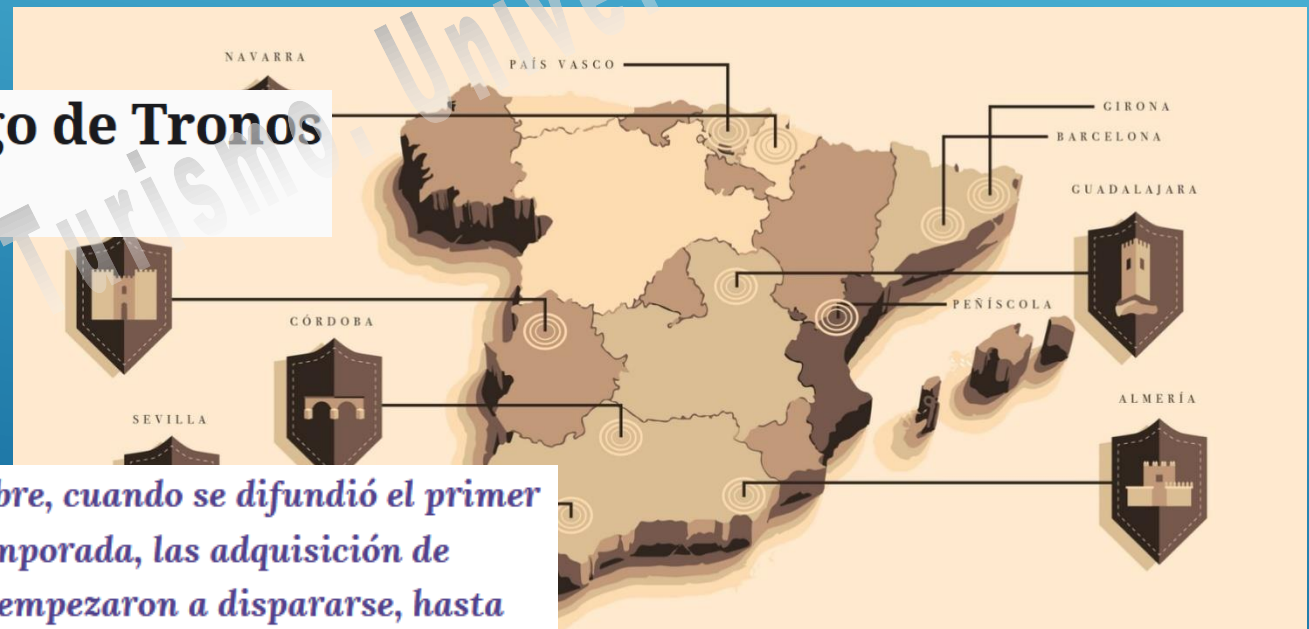 NAVARRA
PAÍS VASCO
go de Tronos
GIRONA
BARCELONA
GUADALAJARA
PEÑÍSCOLA
CÓRDOBA
ALMERÍA
SEVILLA
bre, cuando se difundió el primer
mporada, las adquisición de
empezaron a dispararse, hasta
Turismo, Univer